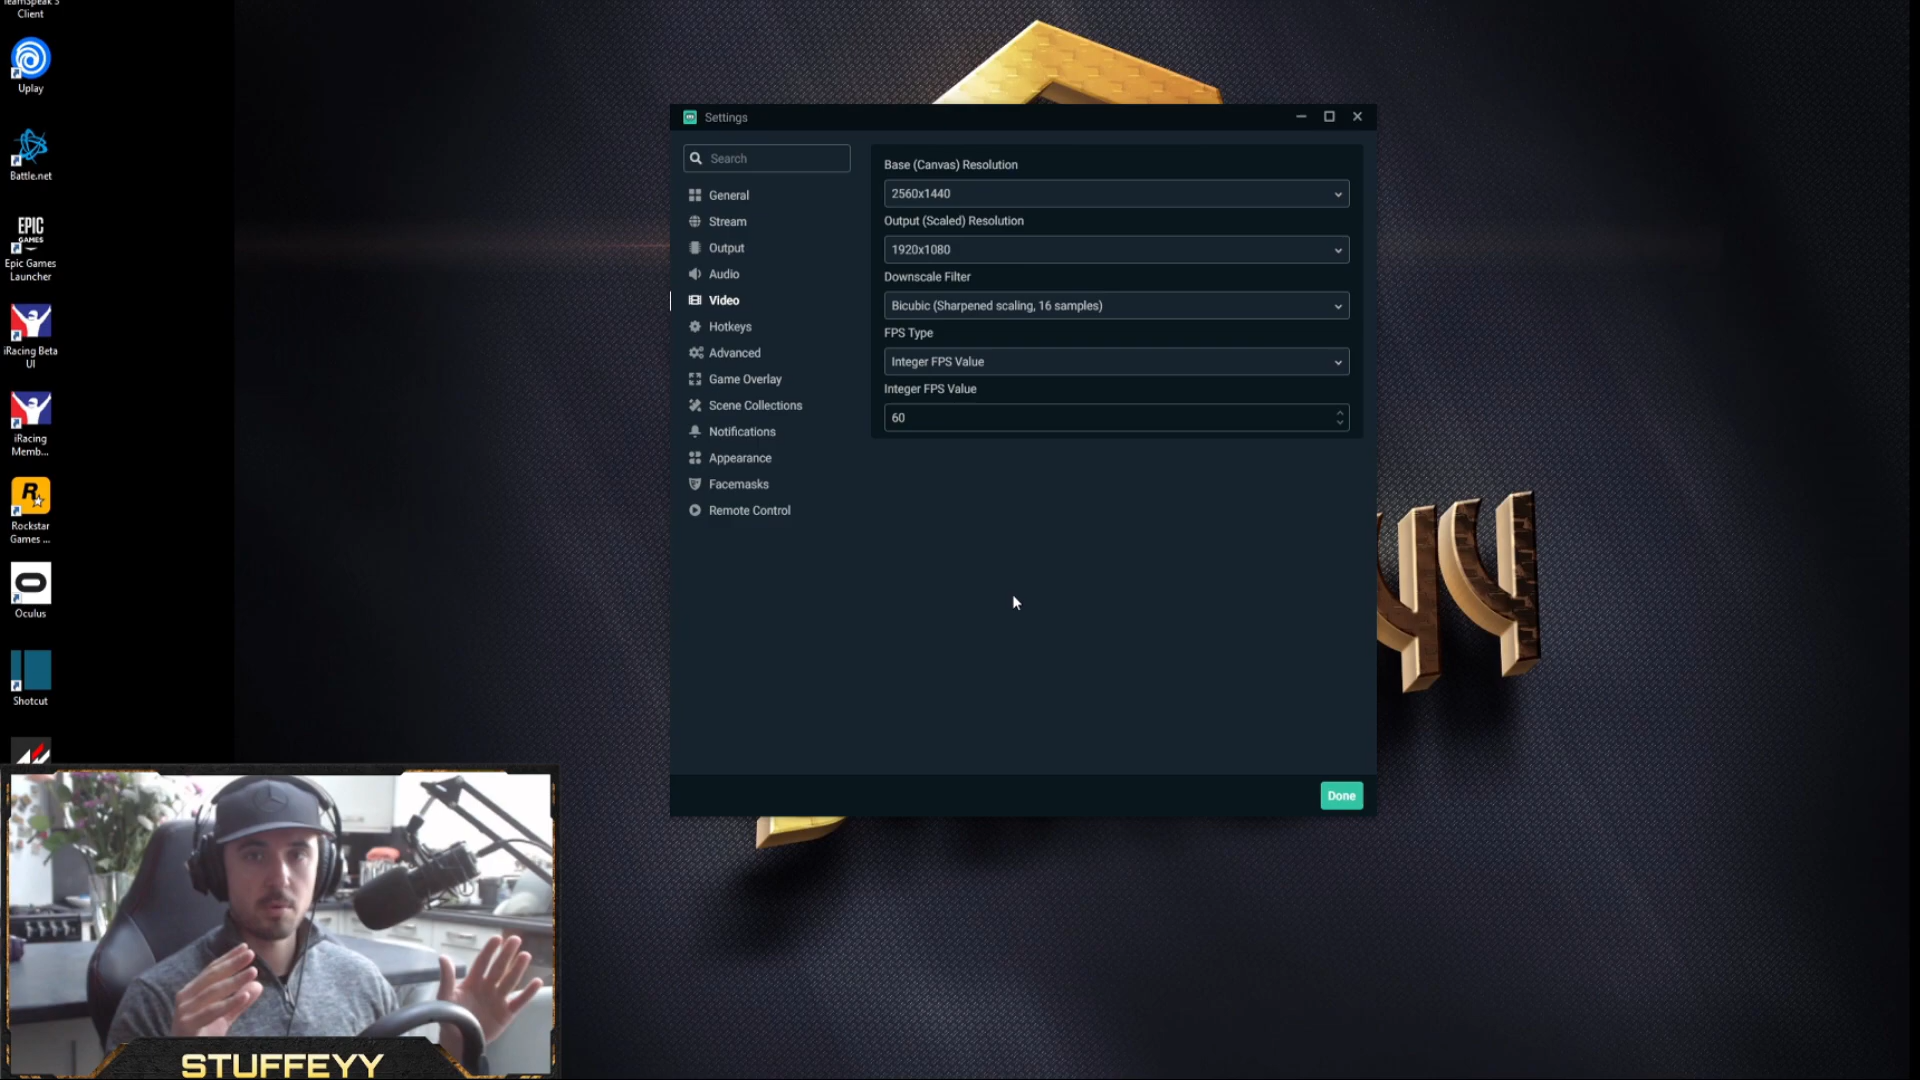 TeamSpeak 3
Client
Uplay
Battle.net
EPIC
GAMES
Epic Games
Launcher
iRacing Beta
UI
iRacing
Memb...
R
Rockstar
Games ...
Oculus
Shotcut
Settings
Search
General
Stream
Output
Audio
Video
Hotkeys
Advanced
Game Overlay
Scene Collections
Notifications
Appearance
Facemasks
Remote Control
Base (Canvas) Resolution
2560x1440
Output (Scaled) Resolution
1920x1080
Downscale Filter
Bicubic (Sharpened scaling, 16 samples)
FPS Type
Integer FPS Value
Integer FPS Value
60
Done
yy
STUFFEYY